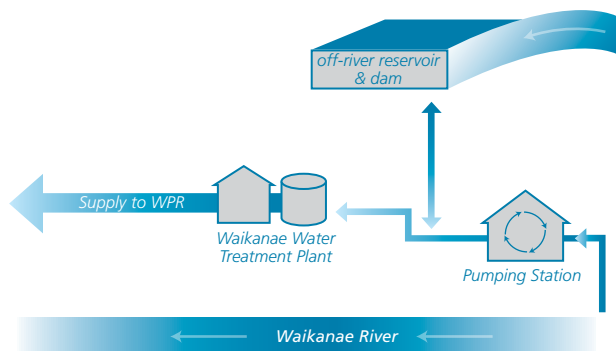 off-river reservoir
& dam
Supply to WPR
Waikanae Water
Treatment Plant
Pumping Station
Waikanae River